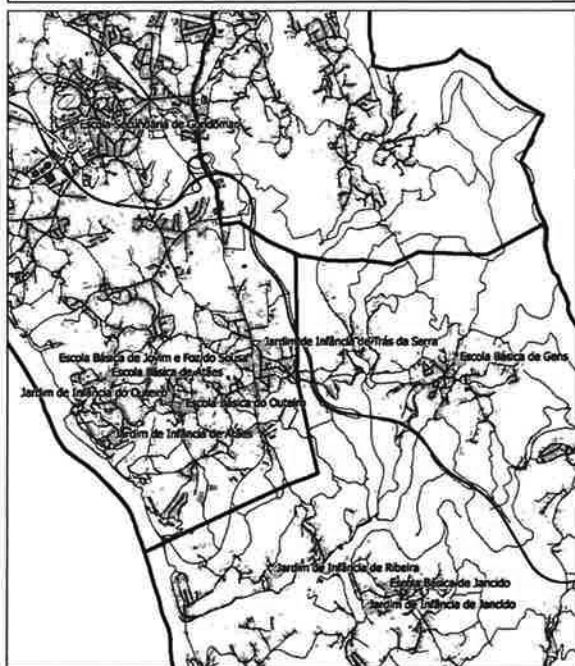 Escola Secundária de Gondomar
Jardim de Infância de Trás da Serra
Escola Básica de Jovim e Foz do Sousa
Escola Básica de Gens
Escola Básica de Atães
Jardim de Infância do Outeiro
Escola Básica do Outeiro
Jardim de Infância de Atães
Jardim de Infância de Ribeira
Escola Básica de Jancido
Jardim de Infância de Jancido